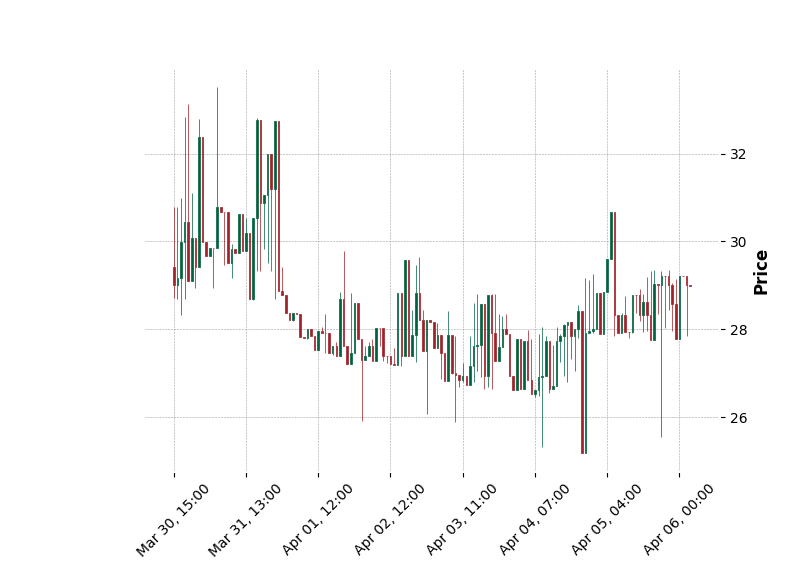 32
30
28
26
Price
Mar 30, 15:00
Mar 31, 13:00
Apr 01, 12:00
Apr 02, 12:00
Apr 03, 11:00
Apr 04, 07:00
Apr 05, 04:00
Apr 06, 00:00